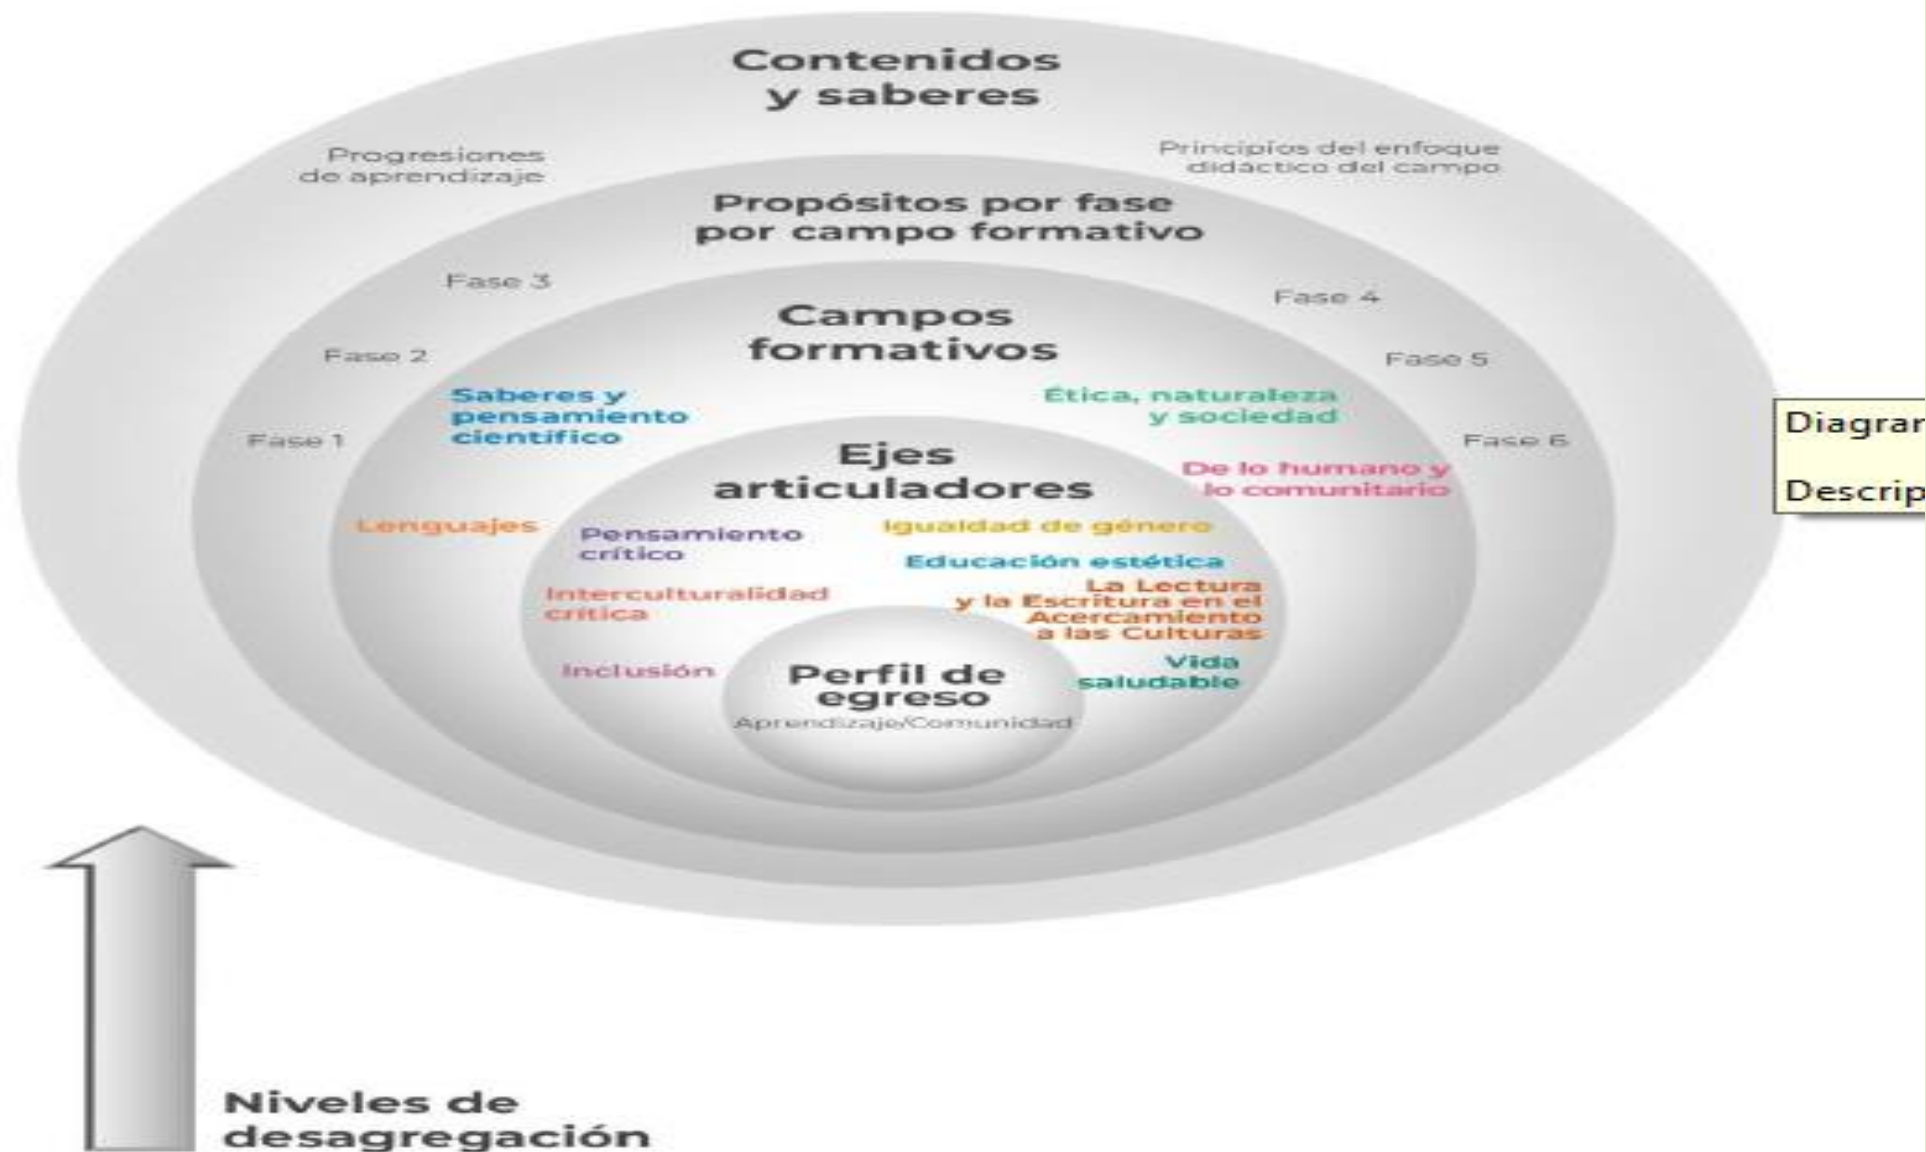 Contenidos
y saberes
Progresiones
de aprendizaje
Principios del enfoque
didáctico del campo
Propósitos por fase
por campo formativo
Fase 3
Fase 4
Fase 2
Fase 5
Fase 1
Fase 6
Campos
formativos
Saberes y
pensamiento
científico
Ética, naturaleza
y sociedad
De lo humano y
lo comunitario
Lenguajes
Ejes
articuladores
Pensamiento
crítico
Igualdad de género
Educación estética
Interculturalidad
crítica
La Lectura
y la Escritura en el
Acercamiento
a las Culturas
Inclusión
Vida
saludable
Perfil de
egreso
Aprendizaje/Comunidad
Diagrar
Descrip
Niveles de
desagregación